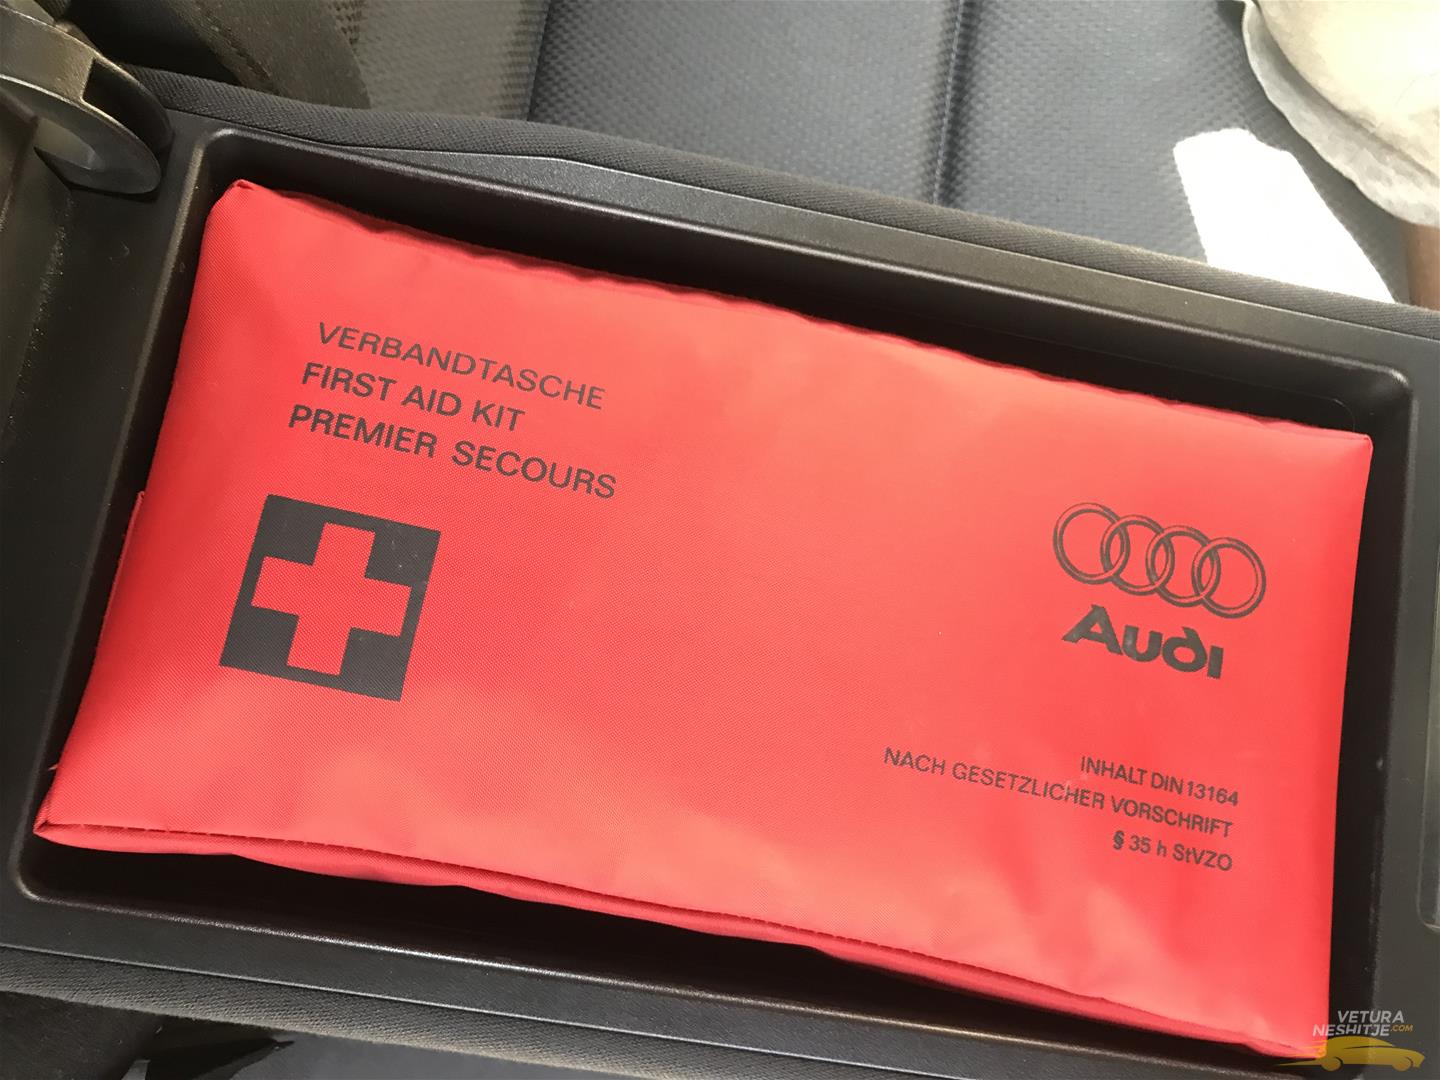 VERBANDTASCHE
FIRST AID KIT
PREMIER SECOURS
Audi
INHALT DIN 13164
NACH GESETZLICHER VORSCHRIFT
§ 35 h StVZO
VETURA
NESHITJE.COM